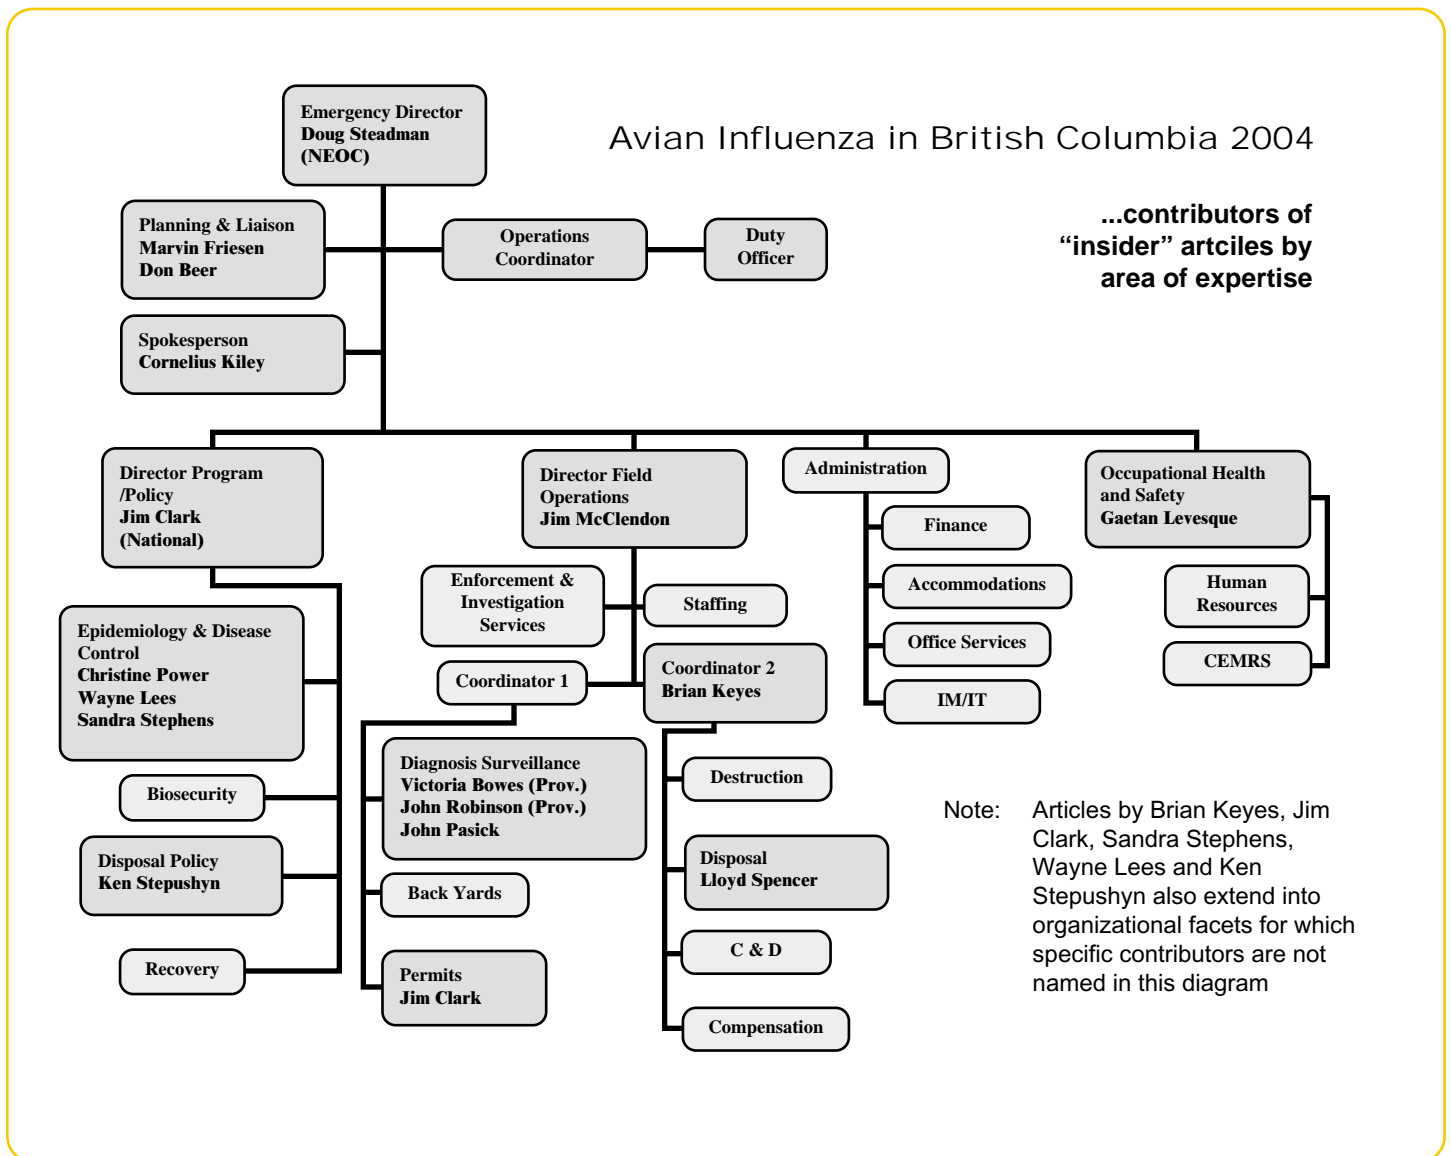 Avian Influenza in British Columbia 2004
...contributors of
“insider” artciles by
area of expertise
Emergency Director
Doug Steadman
(NEOC)
Planning & Liaison
Marvin Friesen
Don Beer
Operations
Coordinator
Duty
Officer
Spokesperson
Cornelius Kiley
Director Program
/Policy
Jim Clark
(National)
Epidemiology & Disease
Control
Christine Power
Wayne Lees
Sandra Stephens
Biosecurity
Disposal Policy
Ken Stepushyn
Recovery
Director Field
Operations
Jim McClendon
Enforcement &
Investigation
Services
Staffing
Coordinator 1
Diagnosis Surveillance
Victoria Bowes (Prov.)
John Robinson (Prov.)
John Pasick
Back Yards
Permits
Jim Clark
Coordinator 2
Brian Keyes
Destruction
Disposal
Lloyd Spencer
C & D
Compensation
Administration
Finance
Accommodations
Office Services
IM/IT
Occupational Health
and Safety
Gaetan Levesque
Human
Resources
CEMRS
Note: Articles by Brian Keyes, Jim
Clark, Sandra Stephens,
Wayne Lees and Ken
Stepushyn also extend into
organizational facets for which
specific contributors are not
named in this diagram